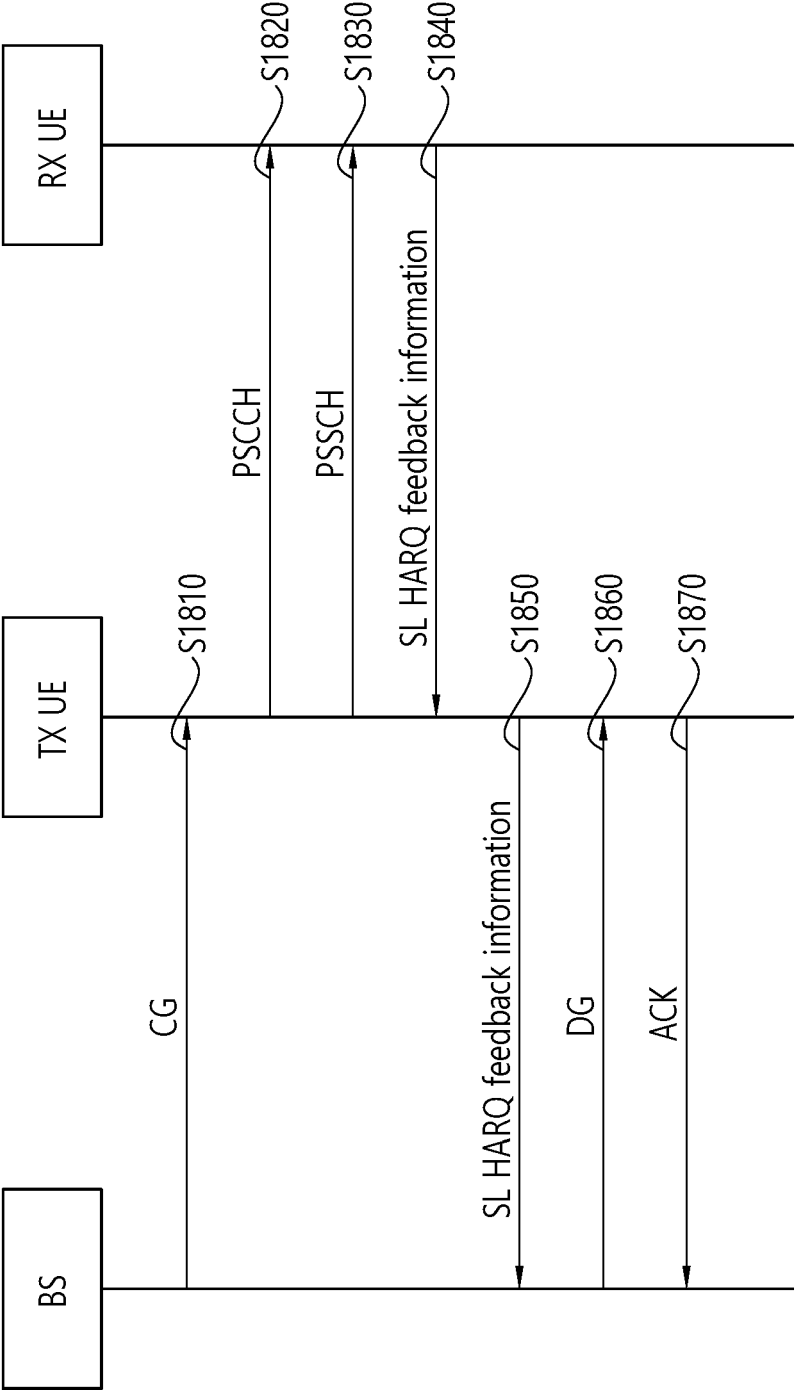 BS
TX UE
RX UE
CG
S1810
PSCCH
S1820
PSSCH
S1830
SL HARQ feedback information
S1840
SL HARQ feedback information
S1850
DG
S1860
ACK
S1870